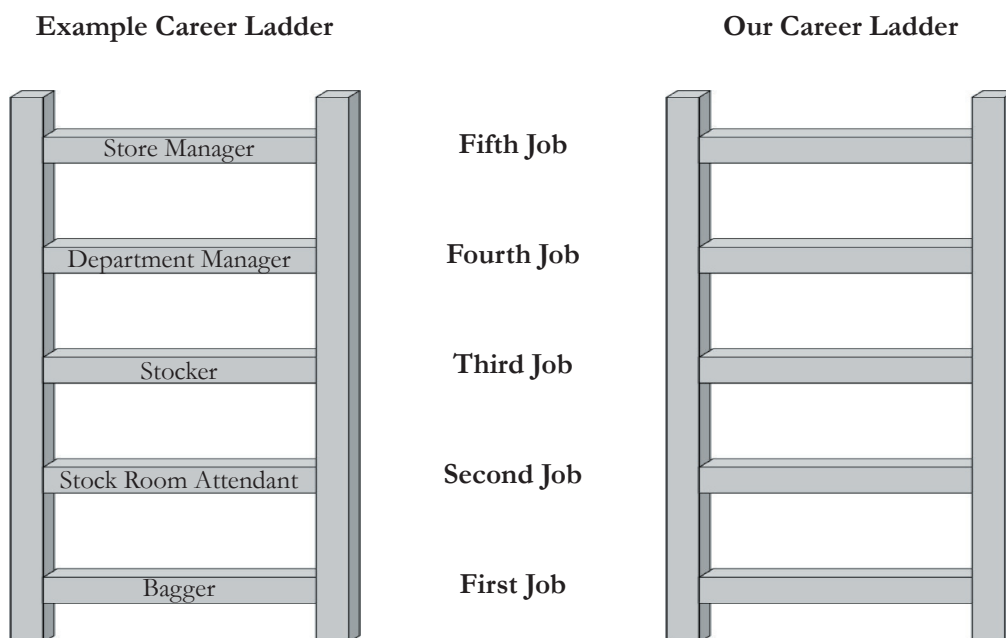 Example Career Ladder
Our Career Ladder
Store Manager
Fifth Job
Department Manager
Fourth Job
Stocker
Third Job
Stock Room Attendant
Second Job
Bagger
First Job